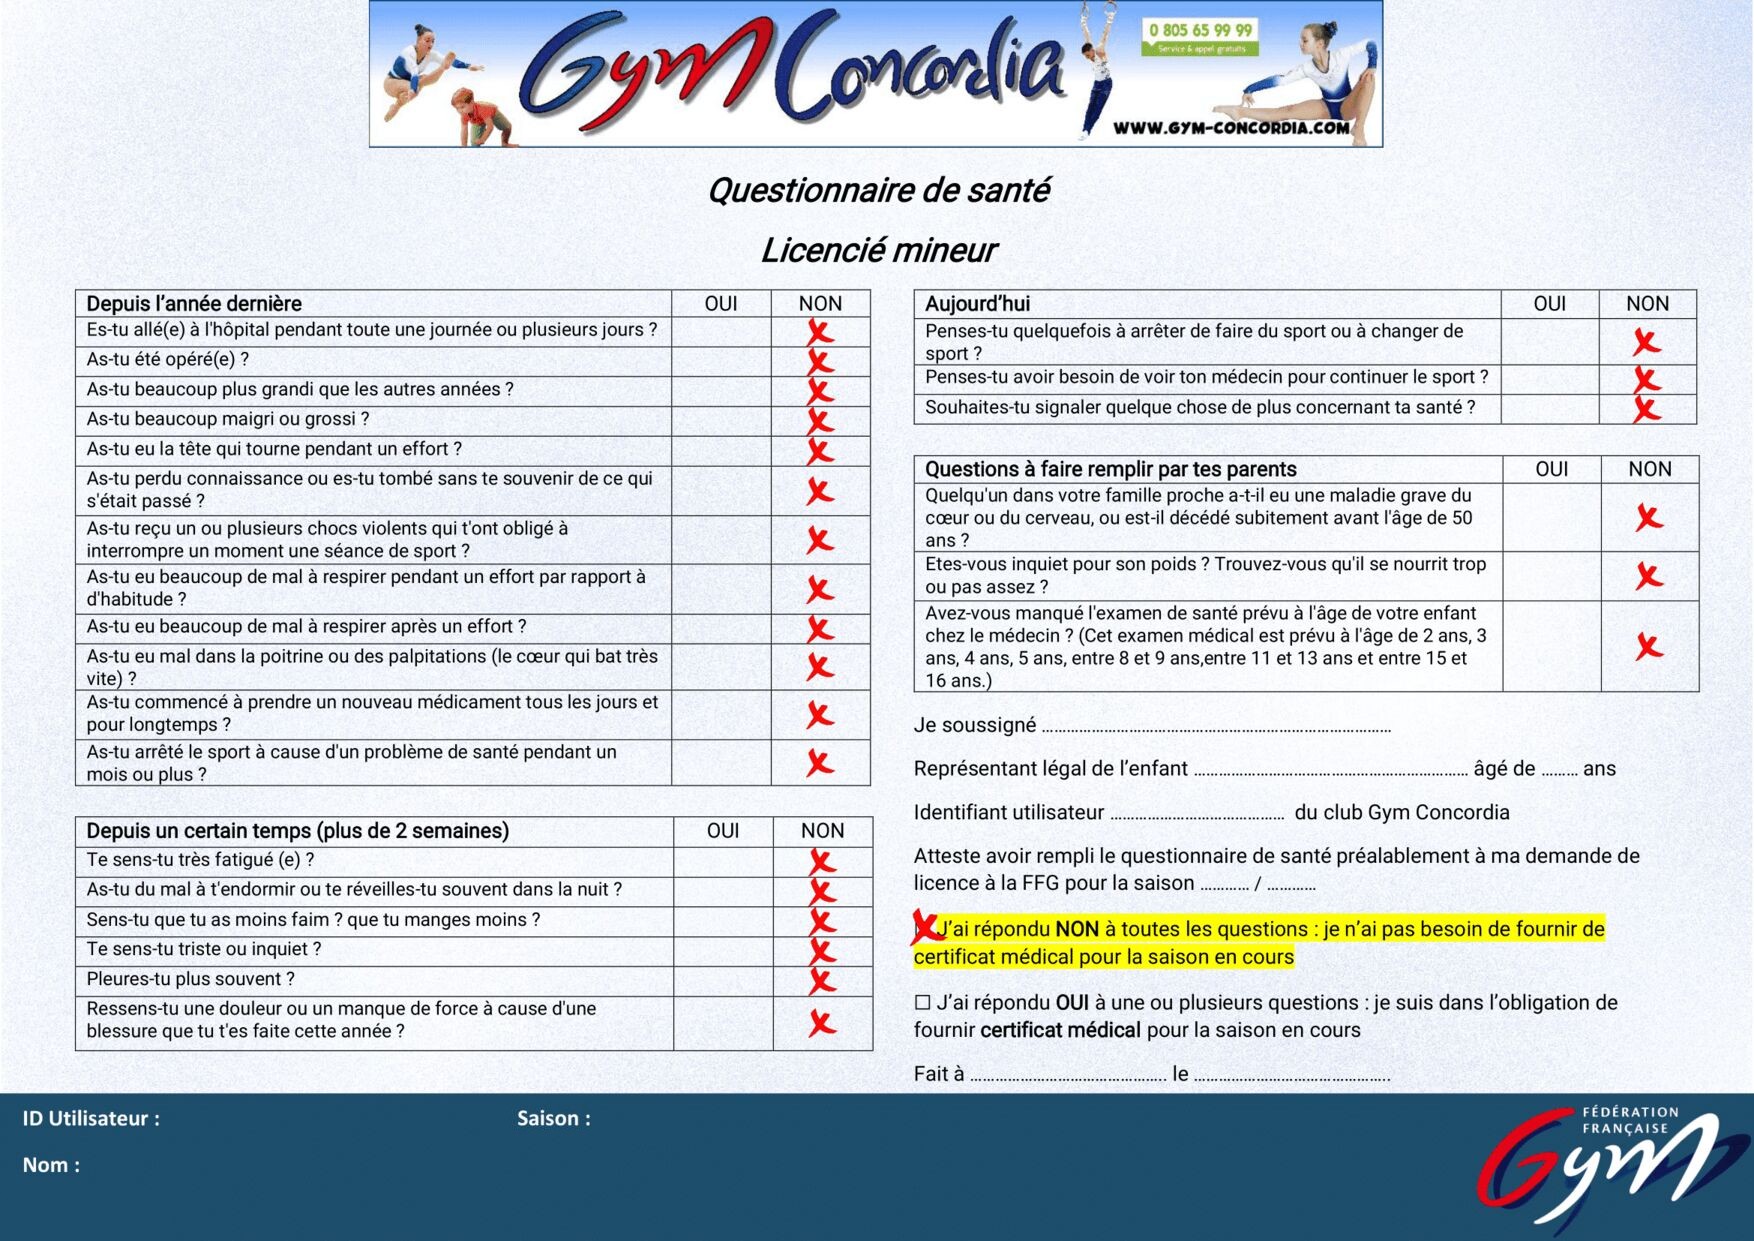 Gym Concordia
0 805 65 99 99
Service & appel gratuits
WWW.GYM-CONCORDIA.COM
Questionnaire de santé
Licencié mineur
Depuis l’année dernière OUI NON
Es-tu allé(e) à l'hôpital pendant toute une journée ou plusieurs jours ?
As-tu été opéré(e) ?
As-tu beaucoup plus grandi que les autres années ?
As-tu beaucoup maigri ou grossi ?
As-tu eu la tête qui tourne pendant un effort ?
As-tu perdu connaissance ou es-tu tombé sans te souvenir de ce qui
s'était passé ?
As-tu reçu un ou plusieurs chocs violents qui t'ont obligé à
interrompre un moment une séance de sport ?
As-tu eu beaucoup de mal à respirer pendant un effort par rapport à
d'habitude ?
As-tu eu beaucoup de mal à respirer après un effort ?
As-tu eu mal dans la poitrine ou des palpitations (le cœur qui bat très
vite) ?
As-tu commencé à prendre un nouveau médicament tous les jours et
pour longtemps ?
As-tu arrêté le sport à cause d'un problème de santé pendant un
mois ou plus ?
Depuis un certain temps (plus de 2 semaines) OUI NON
Te sens-tu très fatigué (e) ?
As-tu du mal à t'endormir ou te réveilles-tu souvent dans la nuit ?
Sens-tu que tu as moins faim ? que tu manges moins ?
Te sens-tu triste ou inquiet ?
Pleures-tu plus souvent ?
Ressens-tu une douleur ou un manque de force à cause d'une
blessure que tu t'es faite cette année ?
Aujourd’hui OUI NON
Penses-tu quelquefois à arrêter de faire du sport ou à changer de
sport ?
Penses-tu avoir besoin de voir ton médecin pour continuer le sport ?
Souhaites-tu signaler quelque chose de plus concernant ta santé ?
Questions à faire remplir par tes parents OUI NON
Quelqu'un dans votre famille proche a-t-il eu une maladie grave du
cœur ou du cerveau, ou est-il décédé subitement avant l'âge de 50
ans ?
Etes-vous inquiet pour son poids ? Trouvez-vous qu'il se nourrit trop
ou pas assez ?
Avez-vous manqué l'examen de santé prévu à l'âge de votre enfant
chez le médecin ? (Cet examen médical est prévu à l'âge de 2 ans, 3
ans, 4 ans, 5 ans, entre 8 et 9 ans,entre 11 et 13 ans et entre 15 et
16 ans.)
Je soussigné …………………………………………………………………………
Représentant légal de l’enfant ………………………………………………………… âgé de ……… ans
Identifiant utilisateur …………………………………… du club Gym Concordia
Atteste avoir rempli le questionnaire de santé préalablement à ma demande de
licence à la FFG pour la saison ………… / …………
J’ai répondu NON à toutes les questions : je n’ai pas besoin de fournir de
certificat médical pour la saison en cours
☐ J’ai répondu OUI à une ou plusieurs questions : je suis dans l’obligation de
fournir certificat médical pour la saison en cours
Fait à ……………………………………….. le ………………………………………..
ID Utilisateur : Saison :
Nom :
FÉDÉRATION
FRANÇAISE
Gym